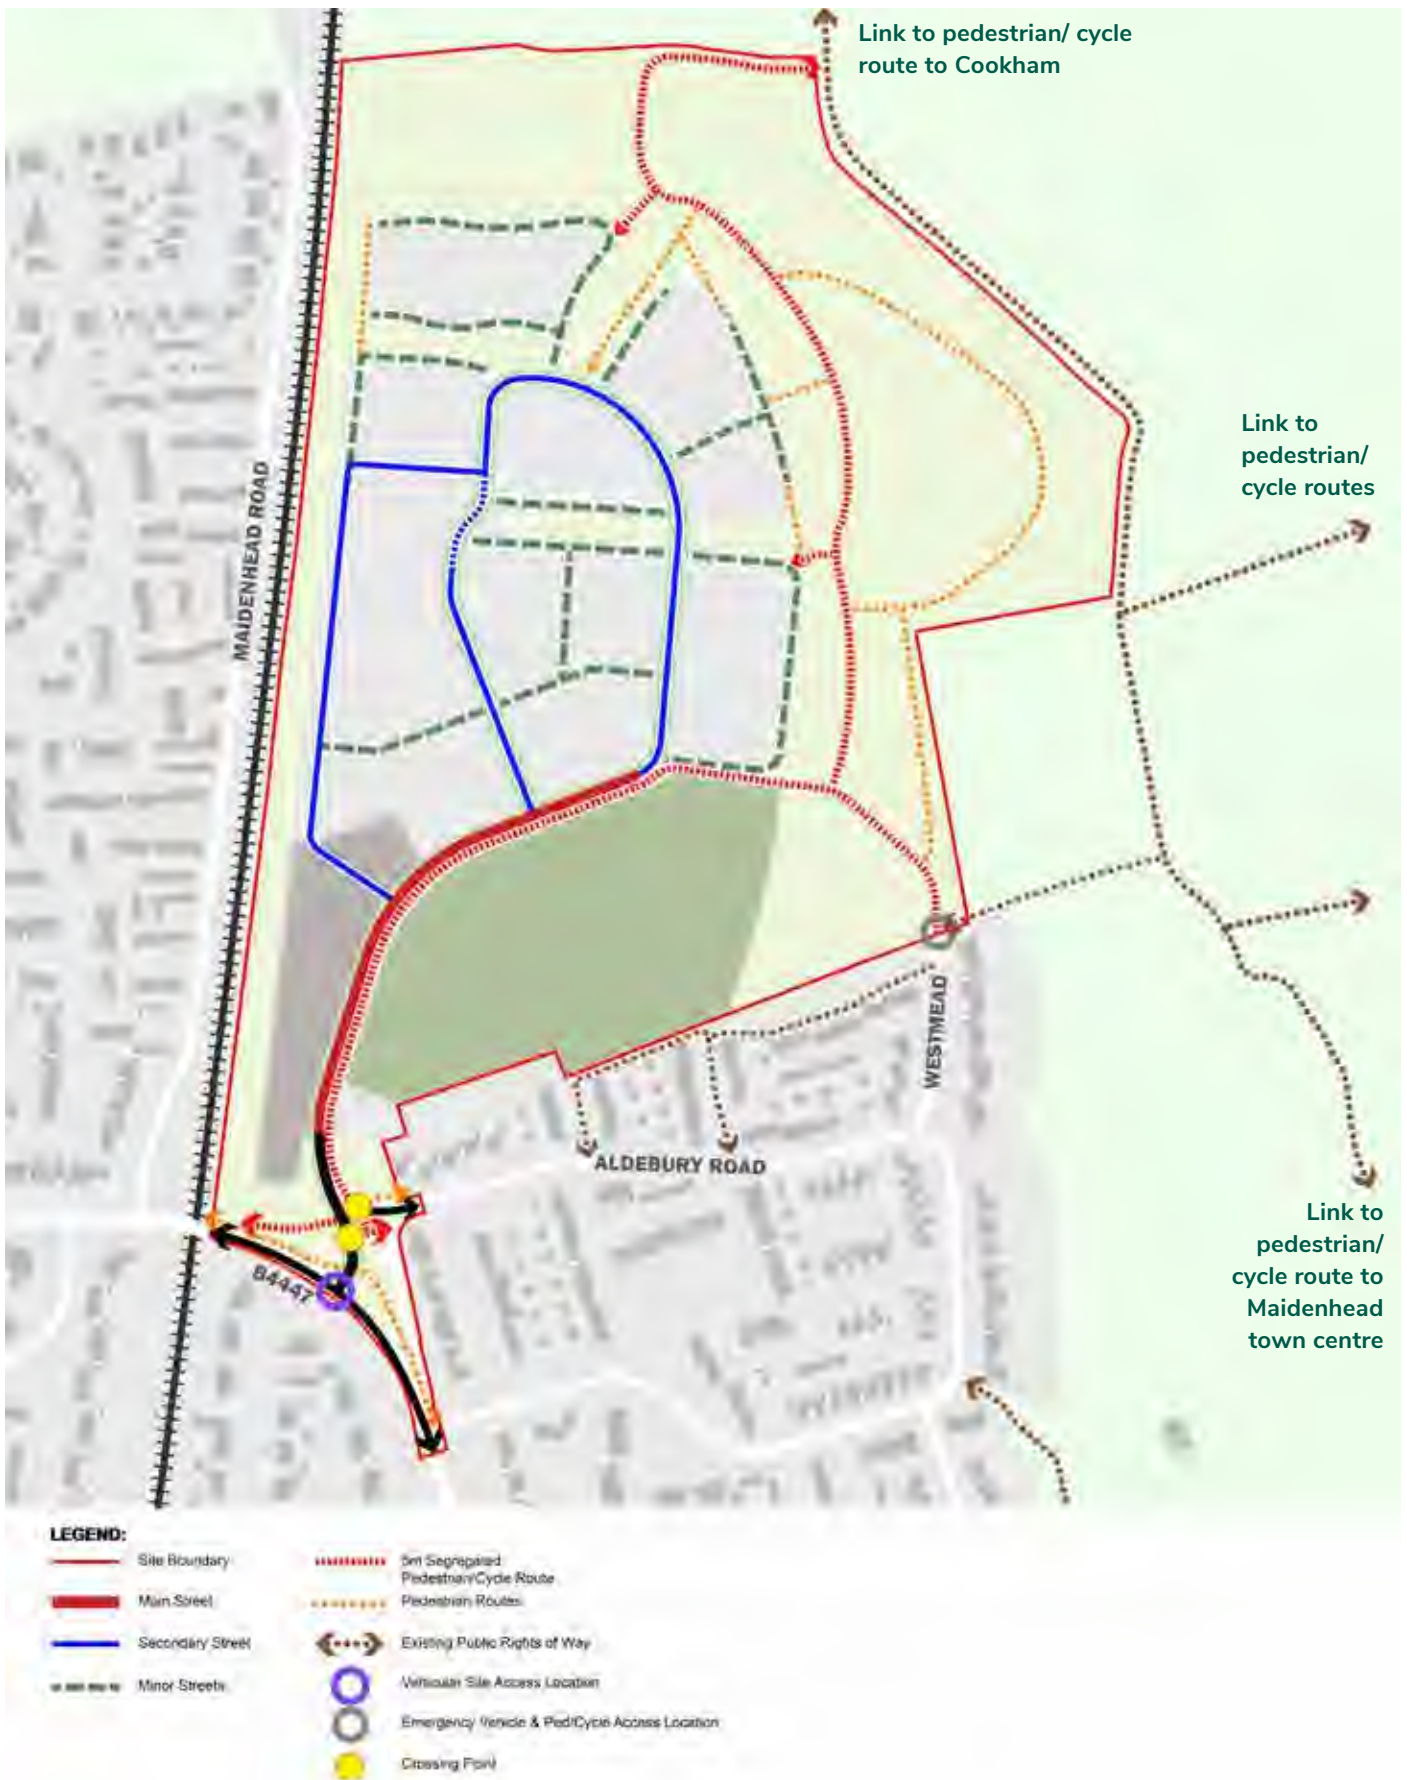 Link to pedestrian/ cycle
route to Cookham
Link to
pedestrian/
cycle routes
MAIDENHEAD ROAD
WESTMEAD
ALDEBURY ROAD
B4447
Link to
pedestrian/
cycle route to
Maidenhead
town centre
LEGEND:
Site Boundary
Main Street
Secondary Street
Minor Streets
5m Segregated
Pedestrian/Cycle Route
Pedestrian Routes
Existing Public Rights of Way
Vehicular Site Access Location
Emergency Vehicle & Ped/Cycle Access Location
Crossing Point